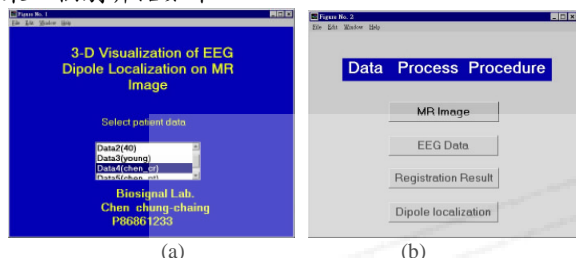 Figure No. 1
File Edit Window Help
3-D Visualization of EEG
Dipole Localization on MR
Image
Select patient data
Data2(40)
Data3(young)
Data4(chen_cr)
Biosignal Lab.
Chen chung-chaing
P86861233
(a)
Figure No. 2
File Edit Window Help
Data Process Procedure
MR Image
EEG Data
Registration Result
Dipole localization
(b)